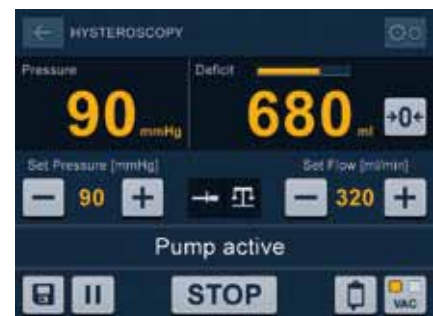 HYSTEROSCOPY
Pressure
Deficit
90 mmHg
680 ml
→0←
Set Pressure [mmHg]
Set Flow [ml/min]
− 90 +
− 320 +
Pump active
STOP
VAC